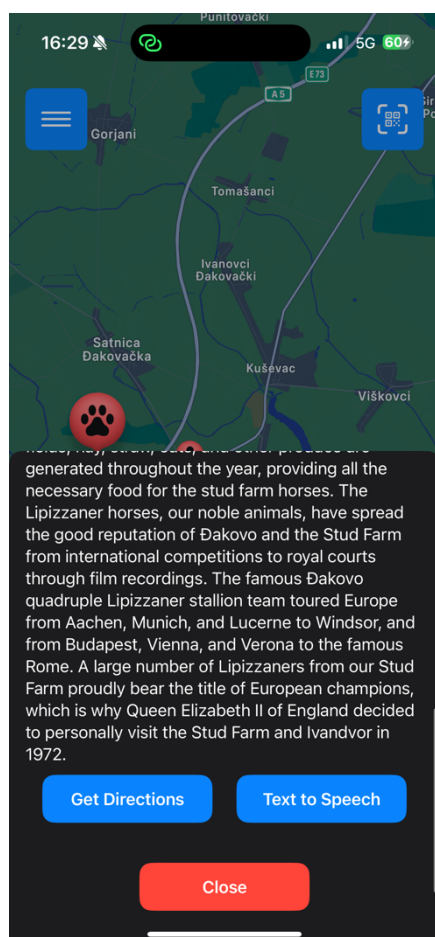 Punitovački
16:29
5G 60
E73
A5
Gorjani
Tomašanci
Ivanovci
Đakovački
Satnica
Đakovačka
Kuševac
Viškovci
and other produce are
generated throughout the year, providing all the
necessary food for the stud farm horses. The
Lipizzaner horses, our noble animals, have spread
the good reputation of Đakovo and the Stud Farm
from international competitions to royal courts
through film recordings. The famous Đakovo
quadruple Lipizzaner stallion team toured Europe
from Aachen, Munich, and Lucerne to Windsor, and
from Budapest, Vienna, and Verona to the famous
Rome. A large number of Lipizzaners from our Stud
Farm proudly bear the title of European champions,
which is why Queen Elizabeth II of England decided
to personally visit the Stud Farm and Ivandvor in
1972.
Get Directions Text to Speech
Close